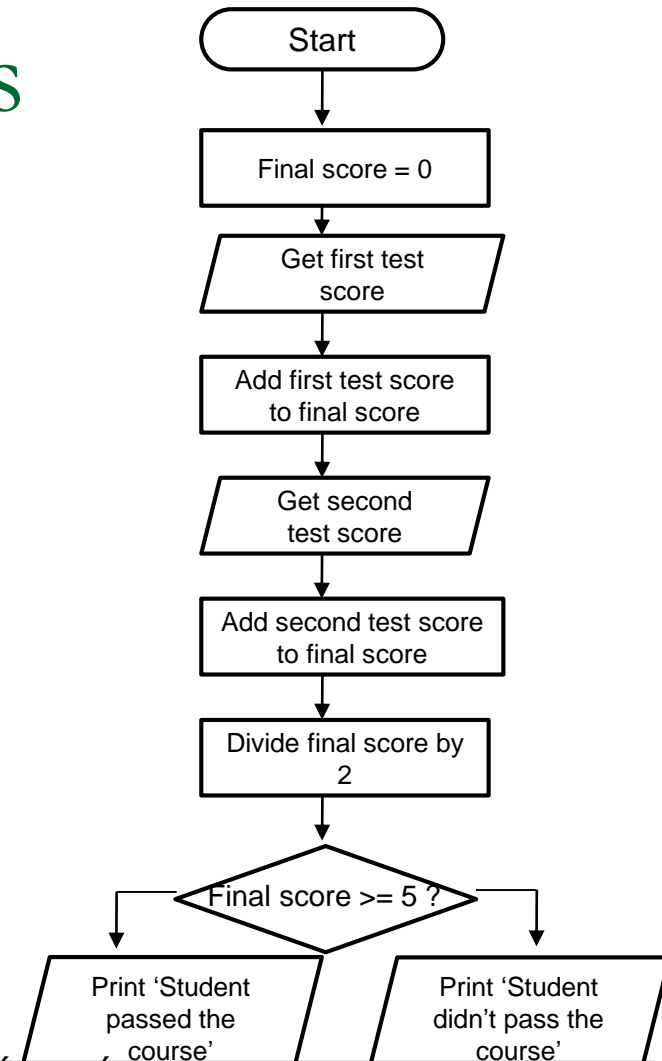 s
Start
Final score = 0
Get first test
score
Add first test score
to final score
Get second
test score
Add second test score
to final score
Divide final score by
2
Final score >= 5 ?
Print ‘Student
passed the
course’
Print ‘Student
didn’t pass the
course’